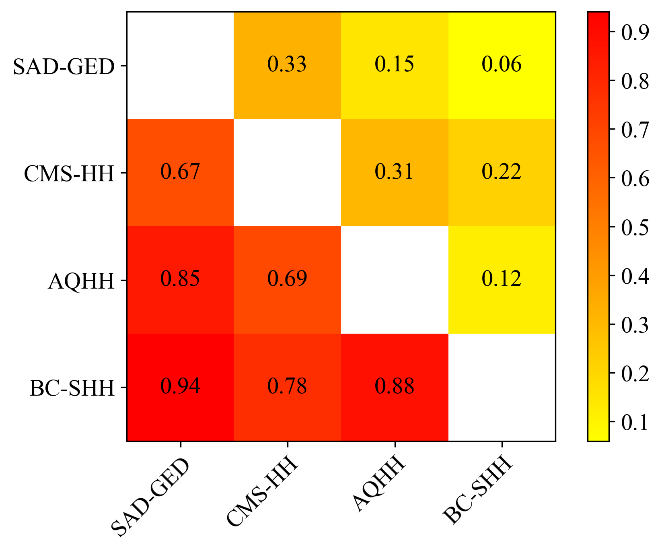 SAD-GED 0.33 0.15 0.06
CMS-HH 0.67 0.31 0.22
AQHH 0.85 0.69 0.12
BC-SHH 0.94 0.78 0.88
SAD-GED CMS-HH AQHH BC-SHH
0.9
0.8
0.7
0.6
0.5
0.4
0.3
0.2
0.1